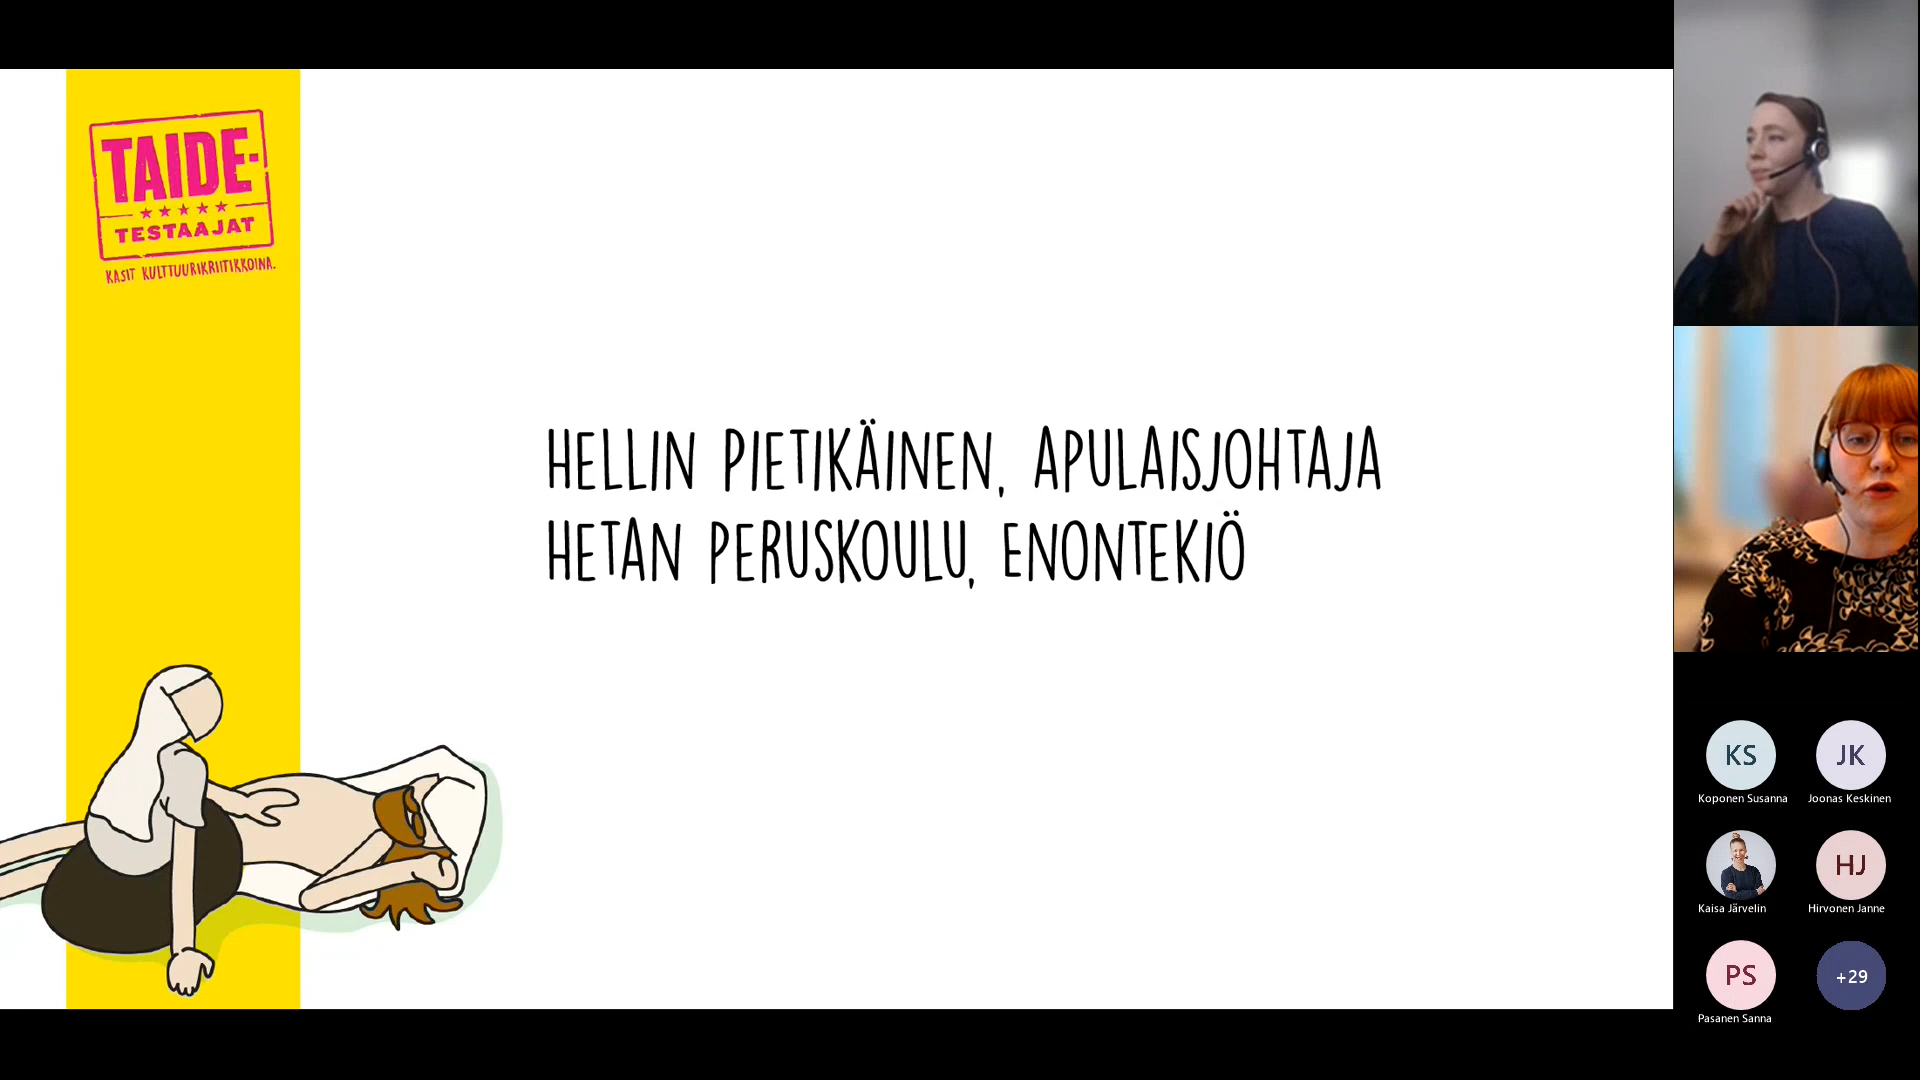 TAIDE-
TESTAAJAT
KASIT KULTTUURIKRIITIKKOINA.
HELLIN PIETIKÄINEN, APULAISJOHTAJA
HETAN PERUSKOULU, ENONTEKIÖ
KS
JK
Koponen Susanna
Joonas Keskinen
HJ
Kaisa Järvelin
Hirvonen Janne
PS
+29
Pasanen Sanna